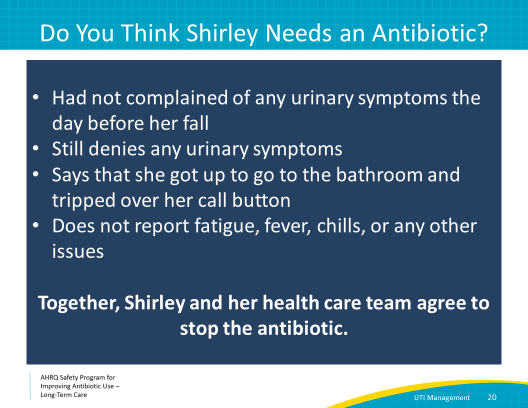 Do You Think Shirley Needs an Antibiotic?
• Had not complained of any urinary symptoms the
day before her fall
• Still denies any urinary symptoms
• Says that she got up to go to the bathroom and
tripped over her call button
• Does not report fatigue, fever, chills, or any other
issues
Together, Shirley and her health care team agree to
stop the antibiotic.
AHRQ Safety Program for
Improving Antibiotic Use –
Long-Term Care
UTI Management 20